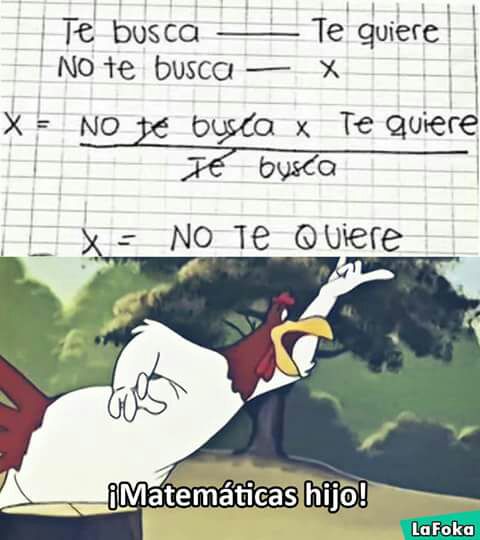 Te busca —— Te quiere
NO te busca — x
X = NO te busca x Te quiere
Te busca
X = NO TE QUIERE
¡Matemáticas hijo!
LaFoka